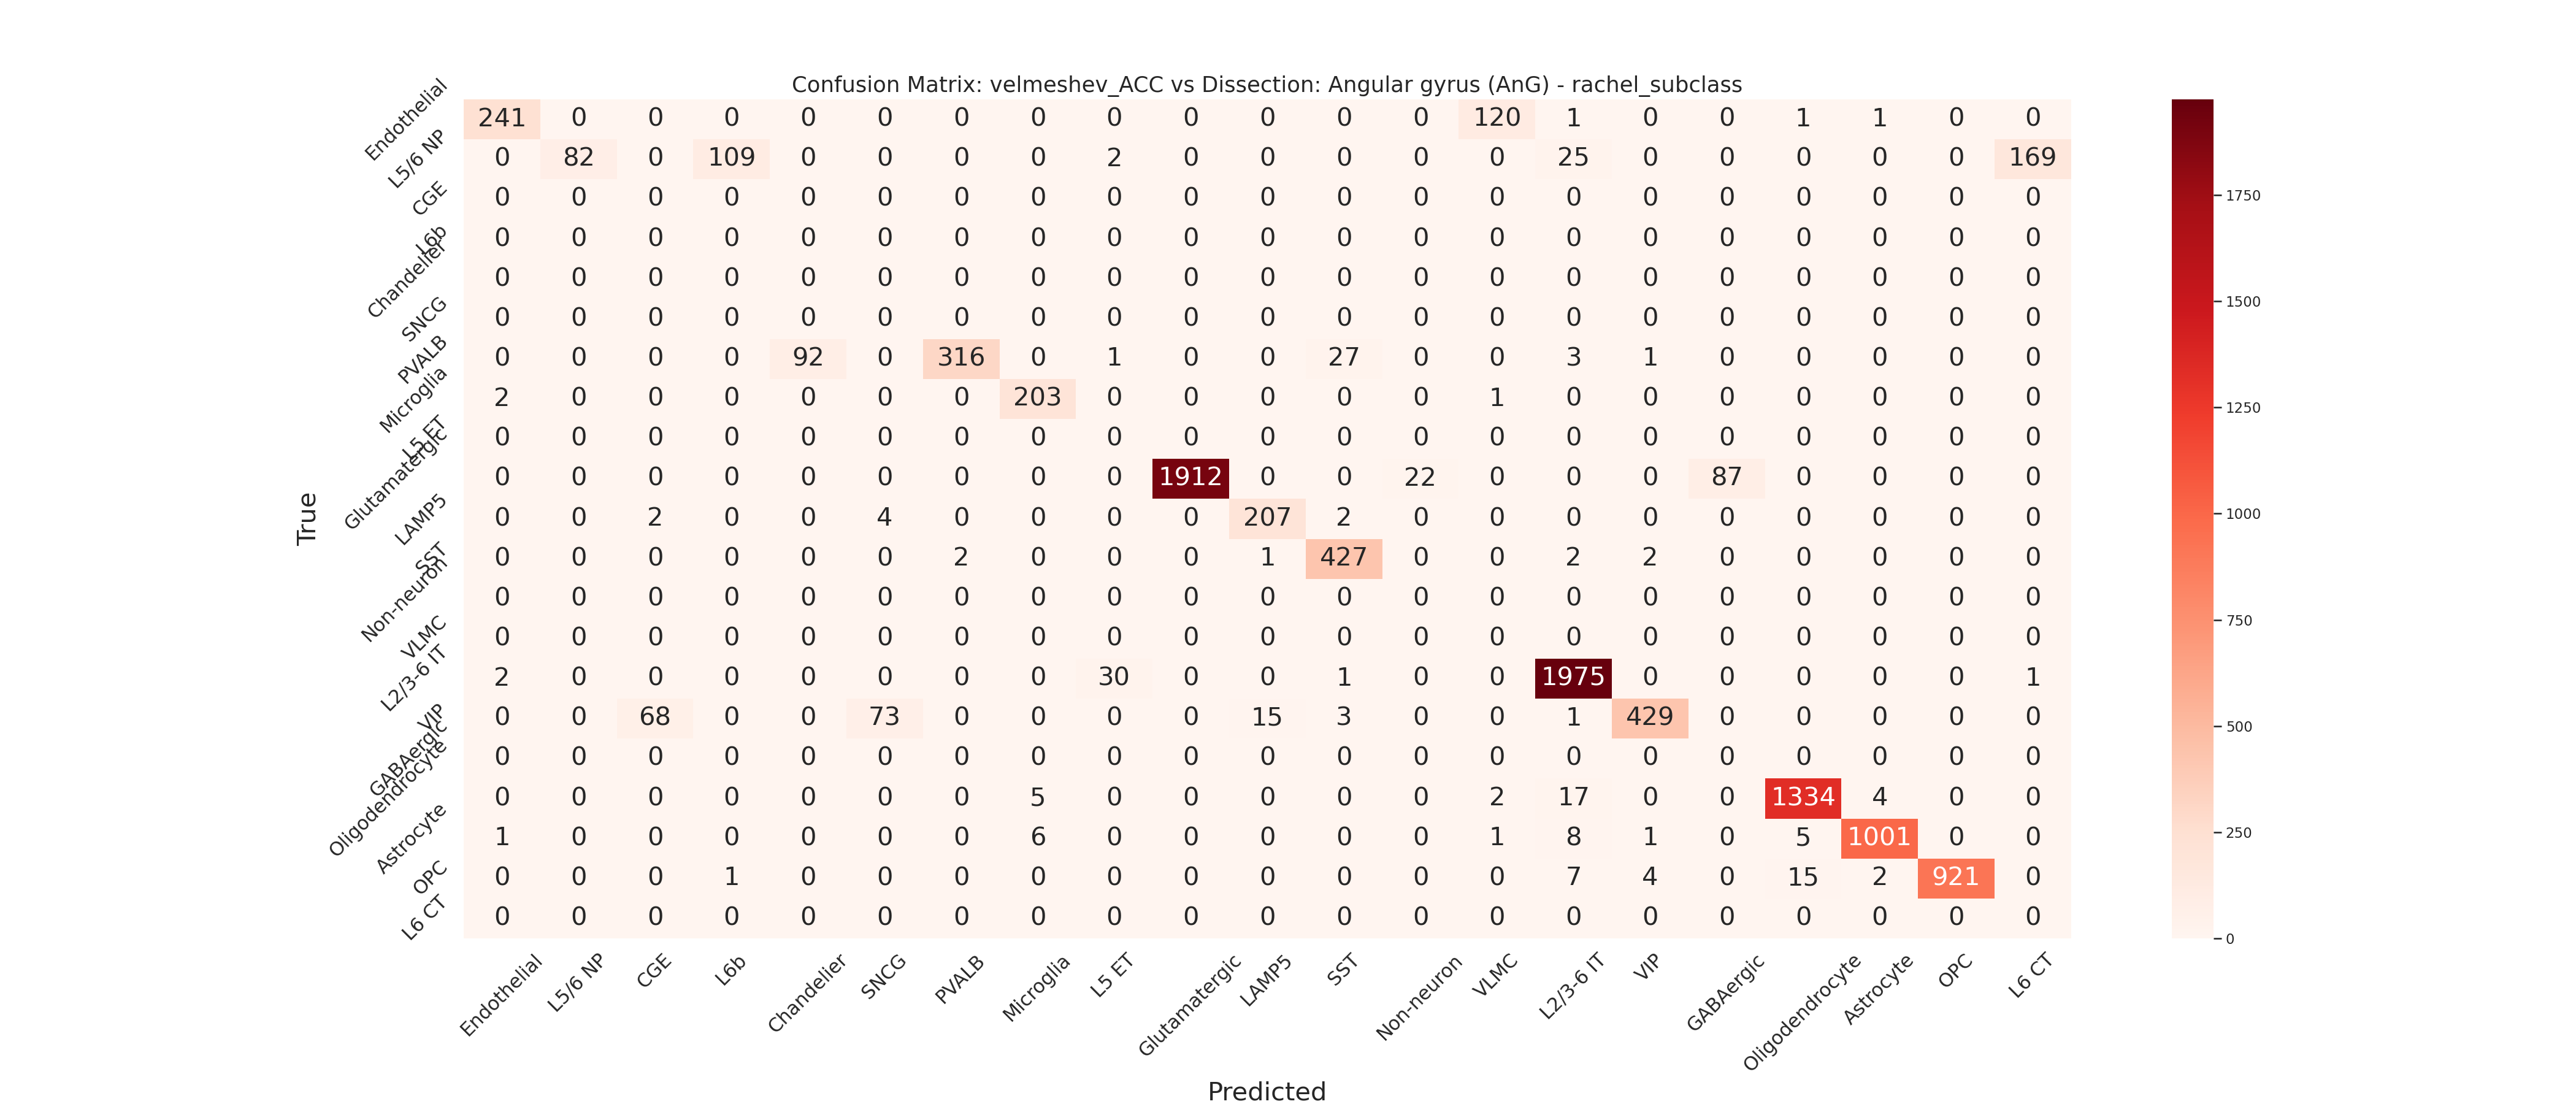 Confusion Matrix: velmeshev_ACC vs Dissection: Angular gyrus (AnG) - rachel_subclass
True
Endothelial 241 0 0 0 0 0 0 0 0 0 0 0 0 120 1 0 0 1 1 0 0
L5/6 NP 0 82 0 109 0 0 0 0 2 0 0 0 0 0 25 0 0 0 0 0 169
CGE 0 0 0 0 0 0 0 0 0 0 0 0 0 0 0 0 0 0 0 0 0
L6b 0 0 0 0 0 0 0 0 0 0 0 0 0 0 0 0 0 0 0 0 0
Chandelier 0 0 0 0 0 0 0 0 0 0 0 0 0 0 0 0 0 0 0 0 0
SNCG 0 0 0 0 0 0 0 0 0 0 0 0 0 0 0 0 0 0 0 0 0
PVALB 0 0 0 0 92 0 316 0 1 0 0 27 0 0 3 1 0 0 0 0 0
Microglia 2 0 0 0 0 0 0 203 0 0 0 0 0 1 0 0 0 0 0 0 0
L5 ET 0 0 0 0 0 0 0 0 0 0 0 0 0 0 0 0 0 0 0 0 0
Glutamatergic 0 0 0 0 0 0 0 0 0 1912 0 0 22 0 0 0 87 0 0 0 0
LAMP5 0 0 2 0 0 4 0 0 0 0 207 2 0 0 0 0 0 0 0 0 0
SST 0 0 0 0 0 0 2 0 0 0 1 427 0 0 2 2 0 0 0 0 0
Non-neuron 0 0 0 0 0 0 0 0 0 0 0 0 0 0 0 0 0 0 0 0 0
VLMC 0 0 0 0 0 0 0 0 0 0 0 0 0 0 0 0 0 0 0 0 0
L2/3-6 IT 2 0 0 0 0 0 0 0 30 0 0 1 0 0 1975 0 0 0 0 0 1
VIP 0 0 68 0 0 73 0 0 0 0 15 3 0 0 1 429 0 0 0 0 0
GABAergic 0 0 0 0 0 0 0 0 0 0 0 0 0 0 0 0 0 0 0 0 0
Oligodendrocyte 0 0 0 0 0 0 0 5 0 0 0 0 0 2 17 0 0 1334 4 0 0
Astrocyte 1 0 0 0 0 0 0 6 0 0 0 0 0 1 8 1 0 5 1001 0 0
OPC 0 0 0 1 0 0 0 0 0 0 0 0 0 0 7 4 0 15 2 921 0
L6 CT 0 0 0 0 0 0 0 0 0 0 0 0 0 0 0 0 0 0 0 0 0
Endothelial L5/6 NP CGE L6b Chandelier SNCG PVALB Microglia L5 ET Glutamatergic LAMP5 SST Non-neuron VLMC L2/3-6 IT VIP GABAergic Oligodendrocyte Astrocyte OPC L6 CT
Predicted
1750
1500
1250
1000
750
500
250
0